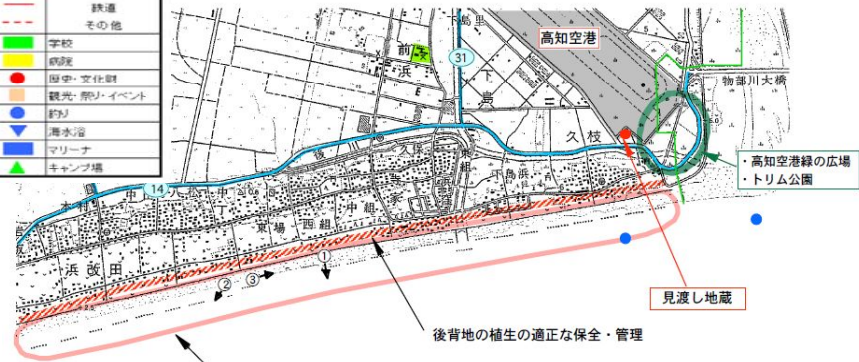 鉄道
その他
学校
病院
歴史・文化財
観光・祭り・イベント
釣り
海水浴
マリーナ
キャンプ場
下島里
高知空港
前浜
31
下島
物部川大橋
久枝
・高知空港緑の広場
・トリム公園
14
下島浜
中組
西組
東場
浜改田
①
②
③
見渡し地蔵
後背地の植生の適正な保全・管理